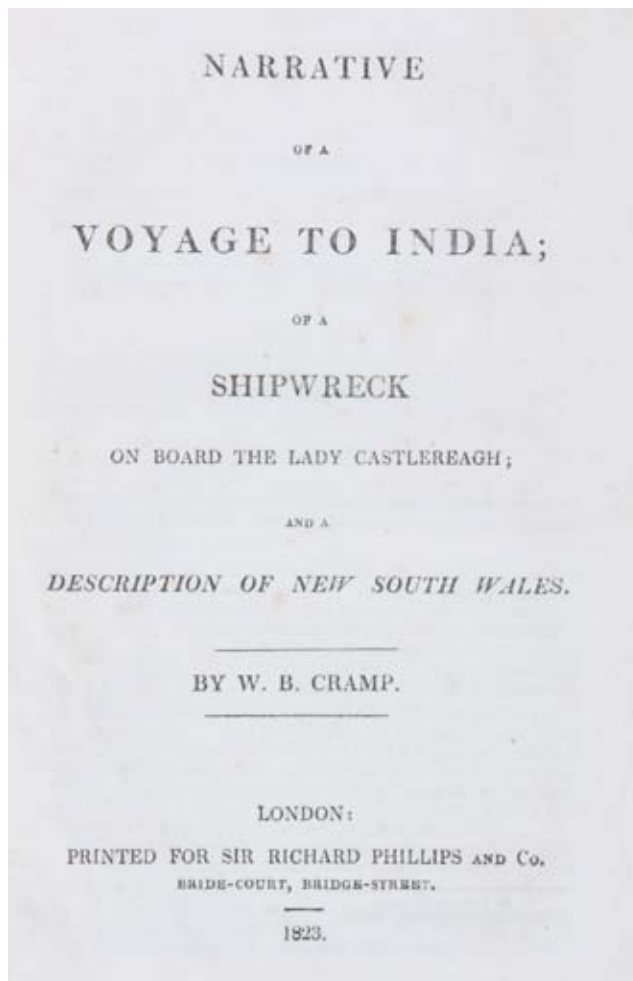 NARRATIVE
OF A
VOYAGE TO INDIA;
OF A
SHIPWRECK
ON BOARD THE LADY CASTLEREAGH;
AND A
DESCRIPTION OF NEW SOUTH WALES.
BY W. B. CRAMP.
LONDON:
PRINTED FOR SIR RICHARD PHILLIPS AND Co.
BRIDE-COURT, BRIDGE-STREET.
1823.